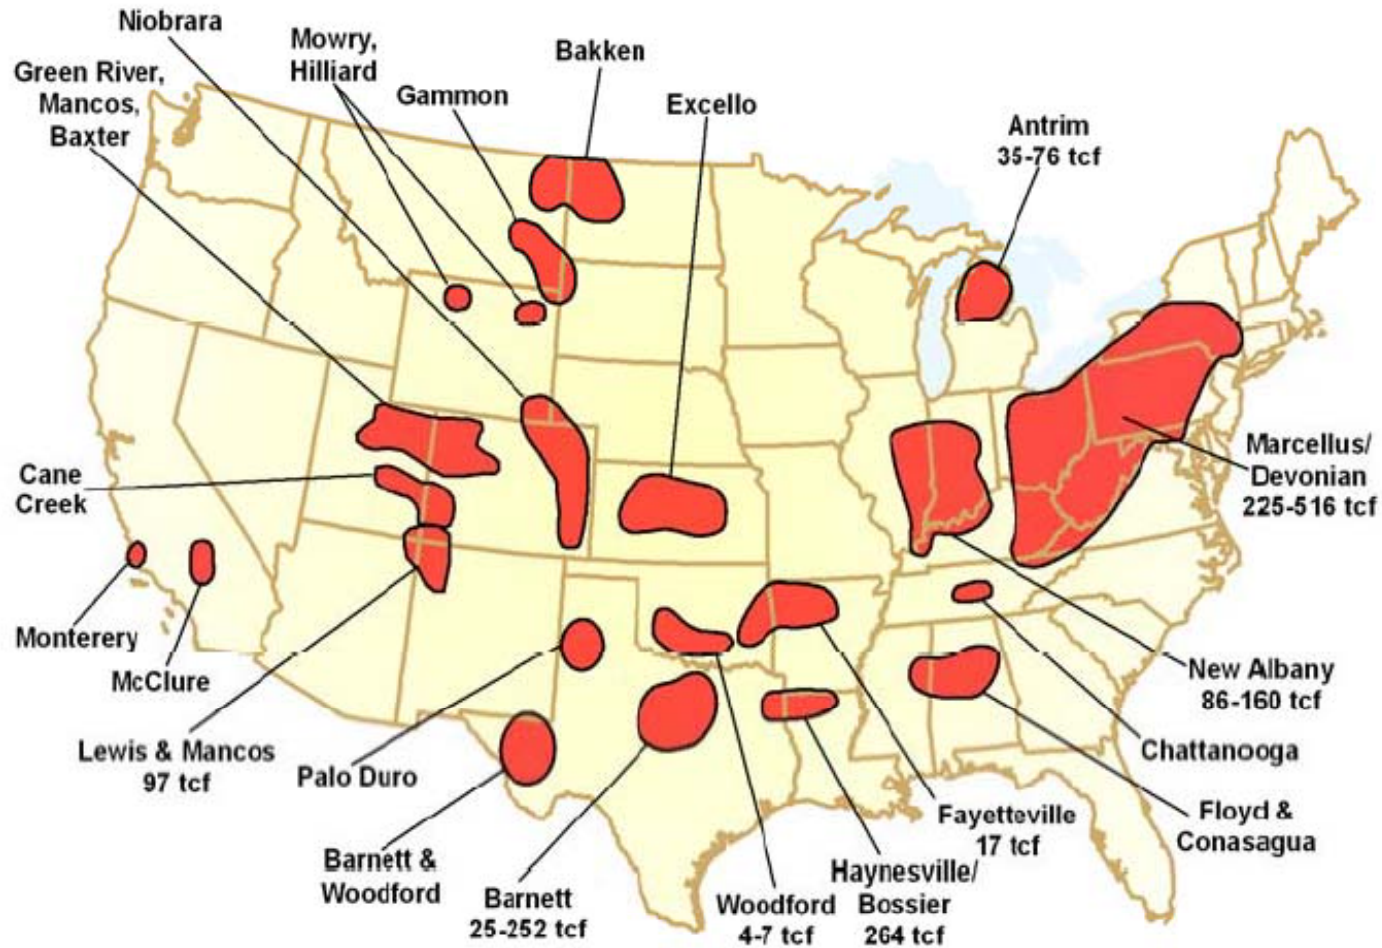 Niobrara
Mowry,
Hilliard
Bakken
Green River,
Mancos,
Baxter
Gammon
Excello
Antrim
35-76 tcf
Marcellus/
Devonian
225-516 tcf
Cane
Creek
Monterery
McClure
New Albany
86-160 tcf
Lewis & Mancos
97 tcf
Palo Duro
Chattanooga
Fayetteville
17 tcf
Floyd &
Conasagua
Barnett &
Woodford
Barnett
25-252 tcf
Woodford
4-7 tcf
Haynesville/
Bossier
264 tcf